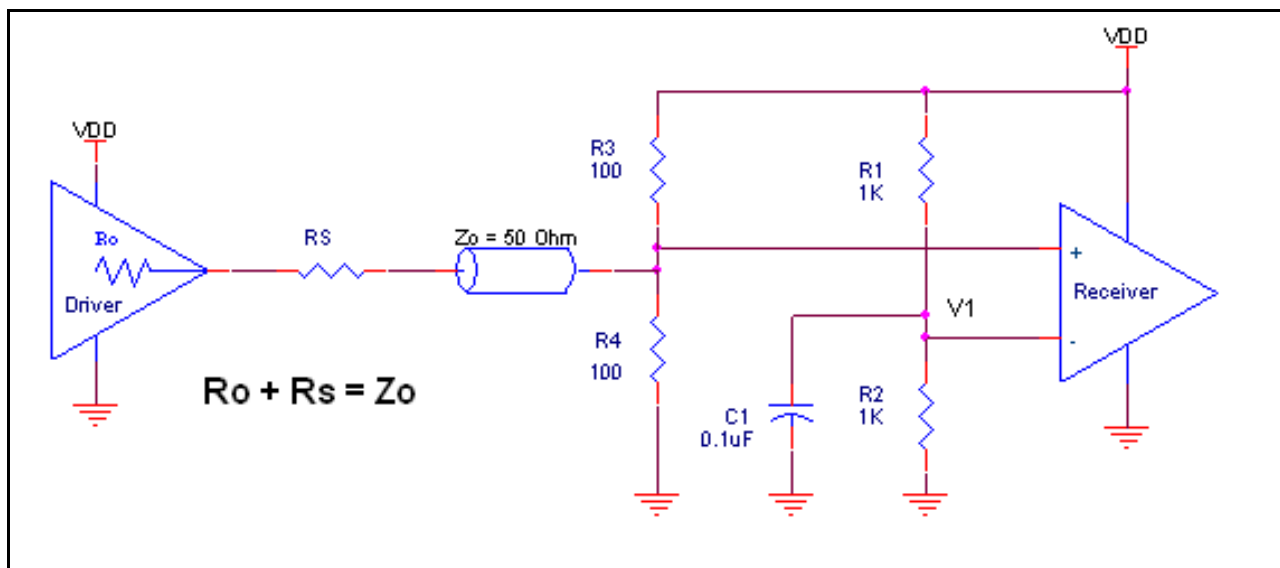 VDD
VDD
R3
100
R1
1K
Ro
RS
Zo = 50 Ohm
+
Driver
Receiver
V1
-
R4
100
Ro + Rs = Zo
C1
0.1uF
R2
1K